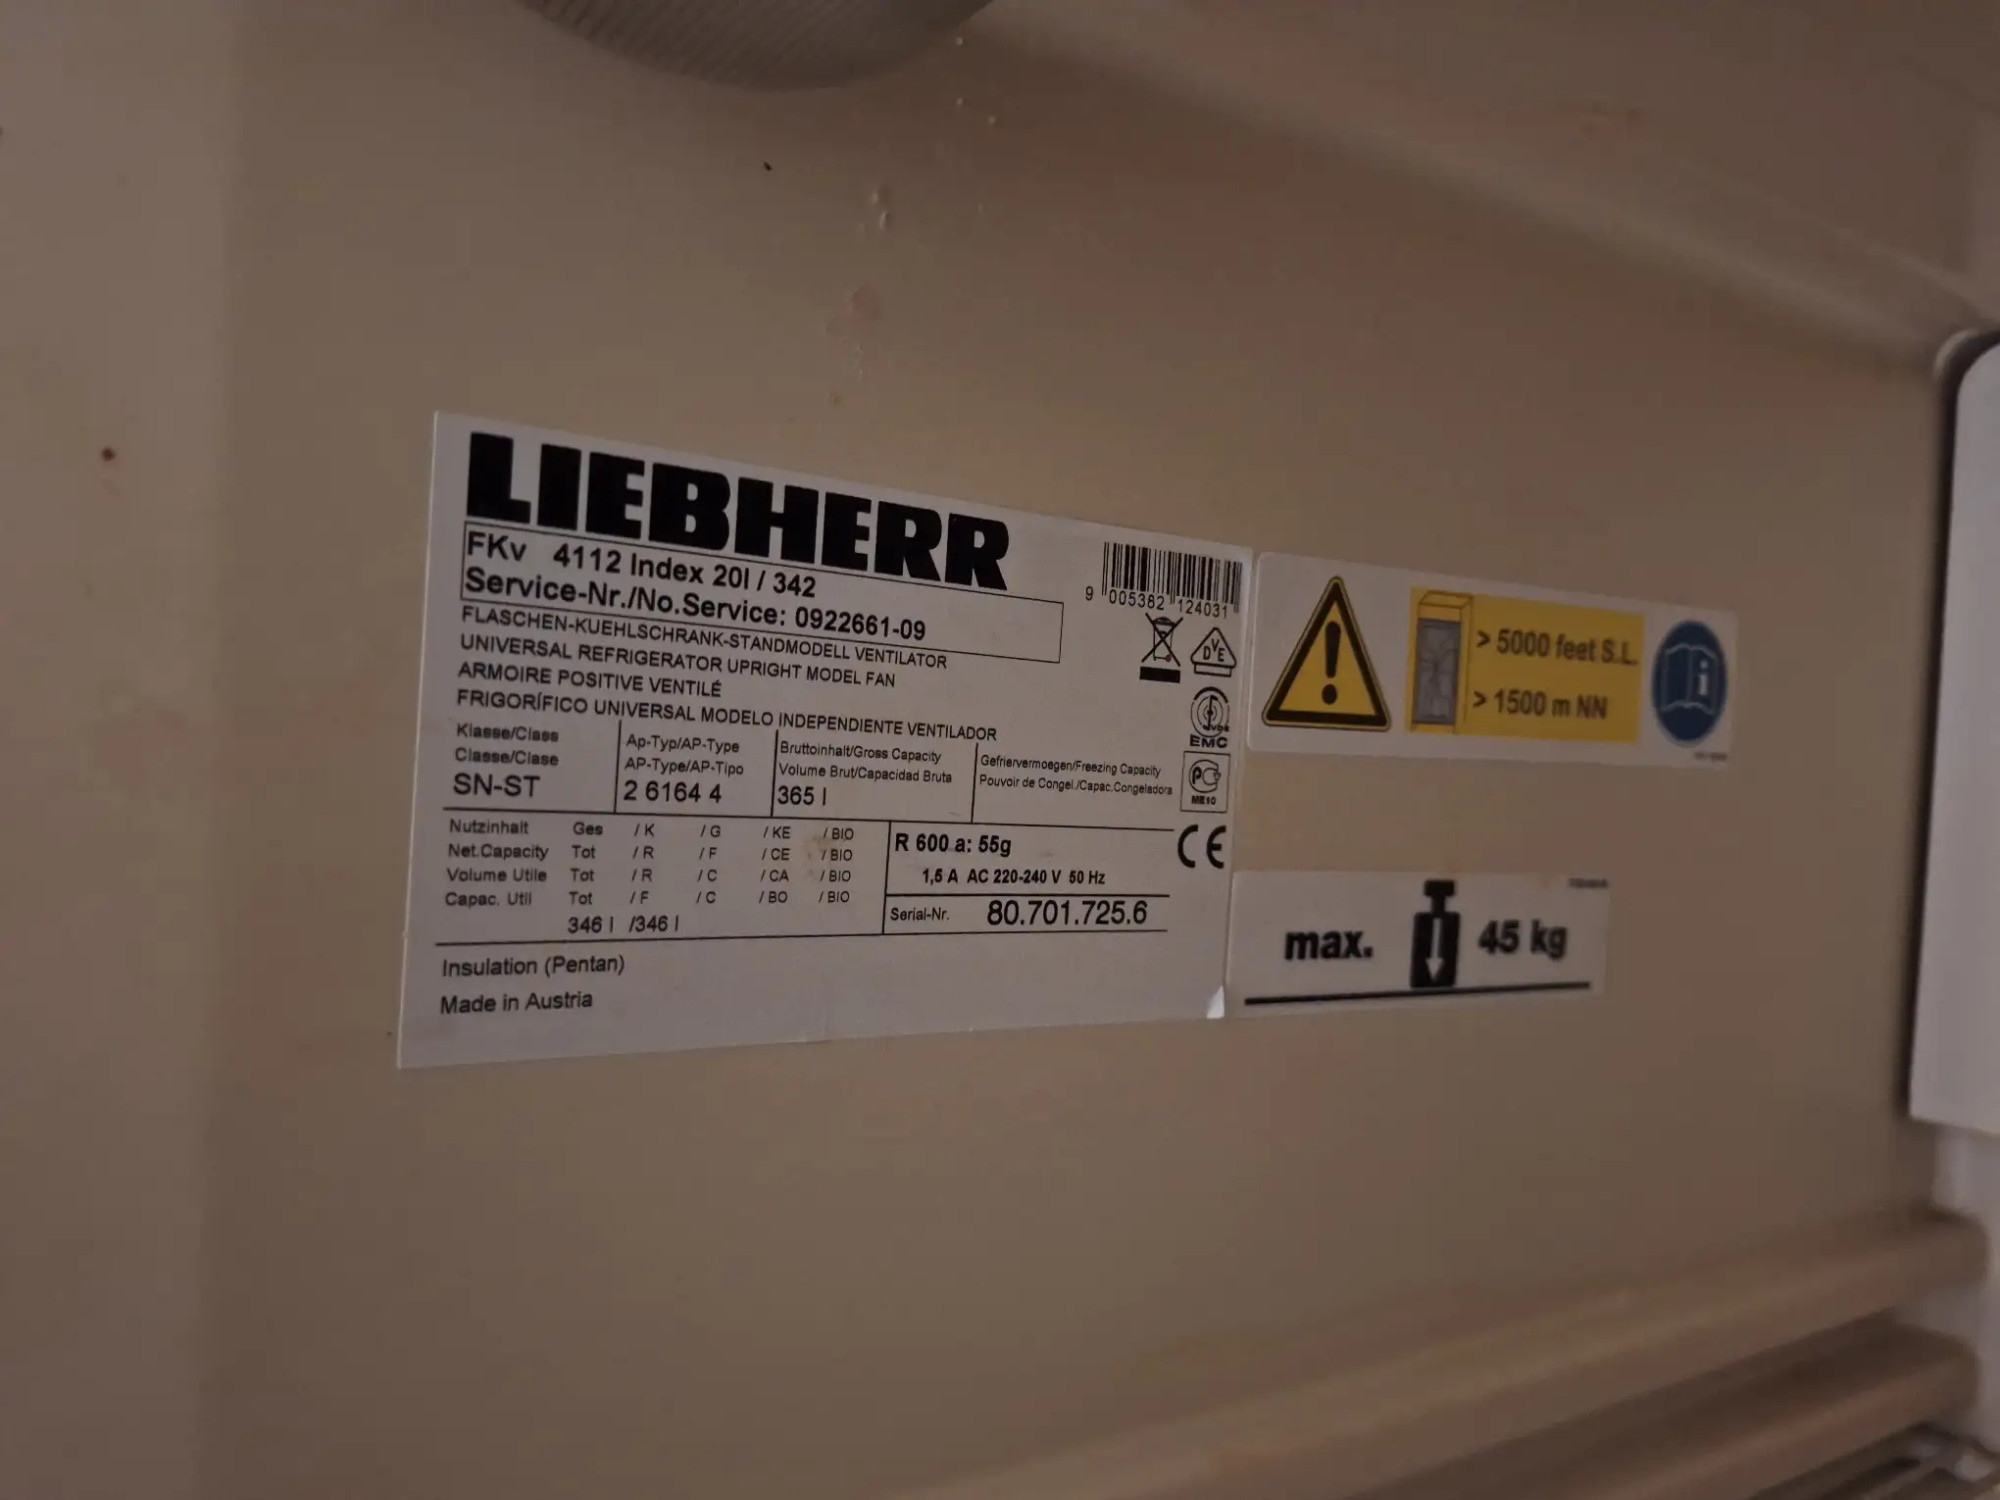 LIEBHERR
FKv 4112 Index 20I / 342
Service-Nr./No.Service: 0922661-09
FLASCHEN-KUEHLSCHRANK-STANDMODELL VENTILATOR
UNIVERSAL REFRIGERATOR UPRIGHT MODEL FAN
ARMOIRE POSITIVE VENTILÉ
FRIGORÍFICO UNIVERSAL MODELO INDEPENDIENTE VENTILADOR
9 005382 124031
DVE
EMC
Klasse/Class
Classe/Clase
SN-ST
Ap-Typ/AP-Type
AP-Type/AP-Tipo
2 6164 4
Bruttoinhalt/Gross Capacity
Volume Brut/Capacidad Bruta
365 l
Gefriervermoegen/Freezing Capacity
Pouvoir de Congel./Capac.Congeladora
ME10
CE
Nutzinhalt Ges / K / G / KE / BIO
Net.Capacity Tot / R / F / CE / BIO
Volume Utile Tot / R / C / CA / BIO
Capac. Util Tot / F / C / BO / BIO
346 l /346 l
R 600 a: 55g
1,5 A AC 220-240 V 50 Hz
Serial-Nr. 80.701.725.6
Insulation (Pentan)
Made in Austria
> 5000 feet S.L.
> 1500 m NN
max. 45 kg